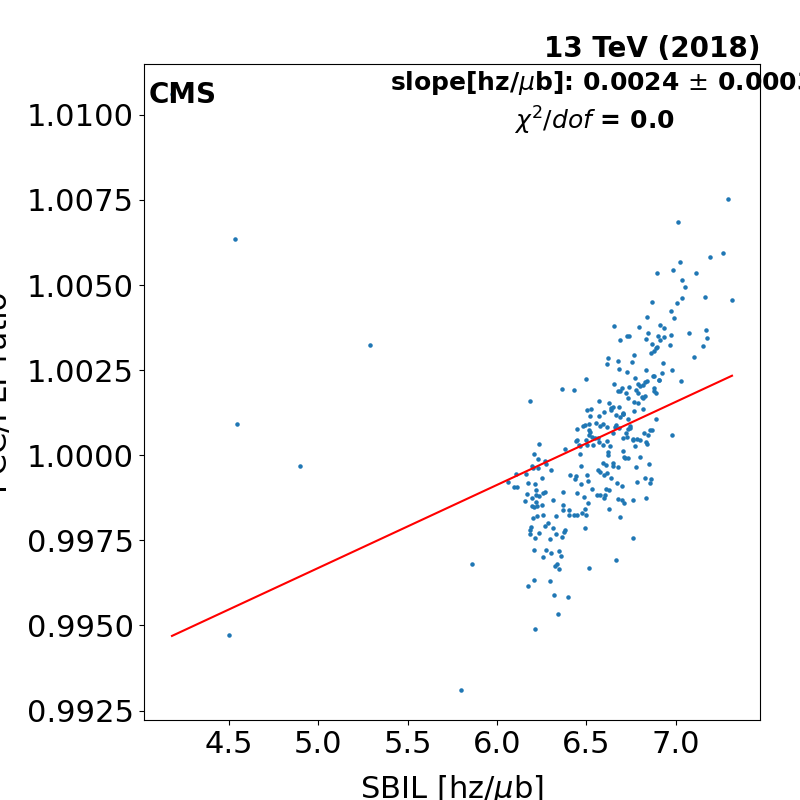 13 TeV (2018)
CMS
slope[hz/μb]: 0.0024 ± 0.0003
χ²/dof = 0.0
1.0100
1.0075
1.0050
1.0025
1.0000
0.9975
0.9950
0.9925
4.5 5.0 5.5 6.0 6.5 7.0
SBIL [hz/μb]